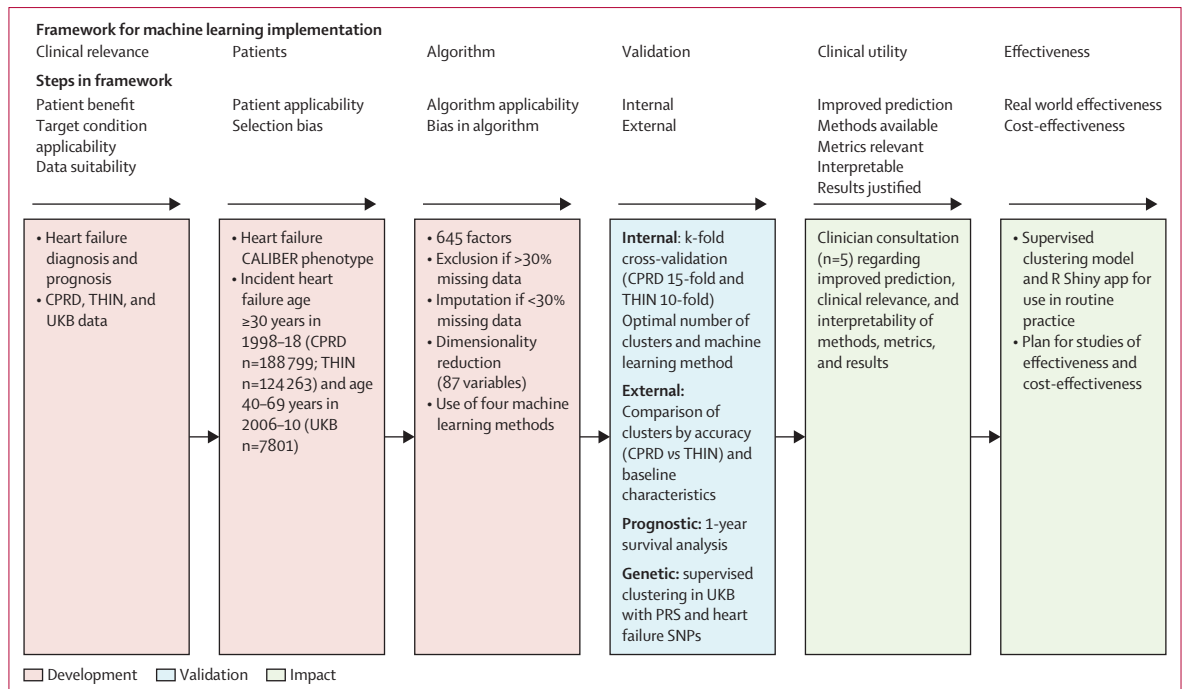 Framework for machine learning implementation
Clinical relevance
Patients
Algorithm
Validation
Clinical utility
Effectiveness
Steps in framework
Patient benefit
Target condition
applicability
Data suitability
Patient applicability
Selection bias
Algorithm applicability
Bias in algorithm
Internal
External
Improved prediction
Methods available
Metrics relevant
Interpretable
Results justified
Real world effectiveness
Cost-effectiveness
• Heart failure
diagnosis and
prognosis
• CPRD, THIN, and
UKB data
• Heart failure
CALIBER phenotype
• Incident heart
failure age
≥30 years in
1998–18 (CPRD
n=188 799; THIN
n=124 263) and age
40–69 years in
2006–10 (UKB
n=7801)
• 645 factors
• Exclusion if >30%
missing data
• Imputation if <30%
missing data
• Dimensionality
reduction
(87 variables)
• Use of four machine
learning methods
Internal: k-fold
cross-validation
(CPRD 15-fold and
THIN 10-fold)
Optimal number of
clusters and machine
learning method
External:
Comparison of
clusters by accuracy
(CPRD vs THIN) and
baseline
characteristics
Prognostic: 1-year
survival analysis
Genetic: supervised
clustering in UKB
with PRS and heart
failure SNPs
Clinician consultation
(n=5) regarding
improved prediction,
clinical relevance, and
interpretability of
methods, metrics,
and results
• Supervised
clustering model
and R Shiny app for
use in routine
practice
• Plan for studies of
effectiveness and
cost-effectiveness
Development
Validation
Impact